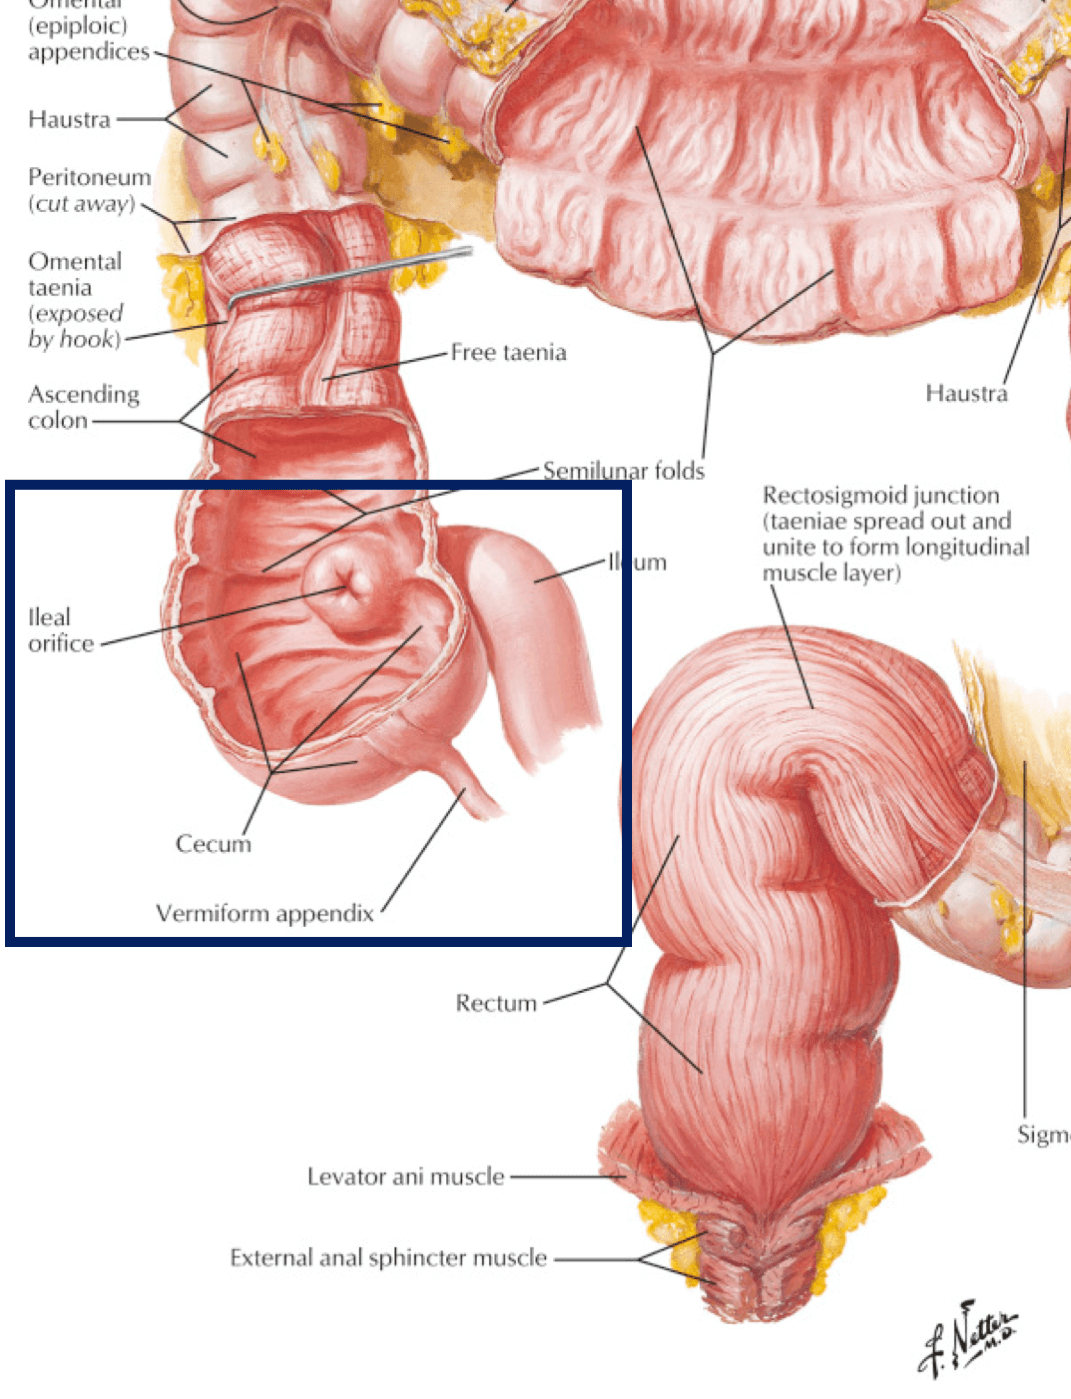 Omental
(epiploic)
appendices
Haustra
Peritoneum
(cut away)
Omental
taenia
(exposed
by hook)
Free taenia
Ascending
colon
Haustra
Semilunar folds
Rectosigmoid junction
(taeniae spread out and
unite to form longitudinal
muscle layer)
Ileum
Ileal
orifice
Cecum
Vermiform appendix
Rectum
Sigm
Levator ani muscle
External anal sphincter muscle
F. Netter
M.D.